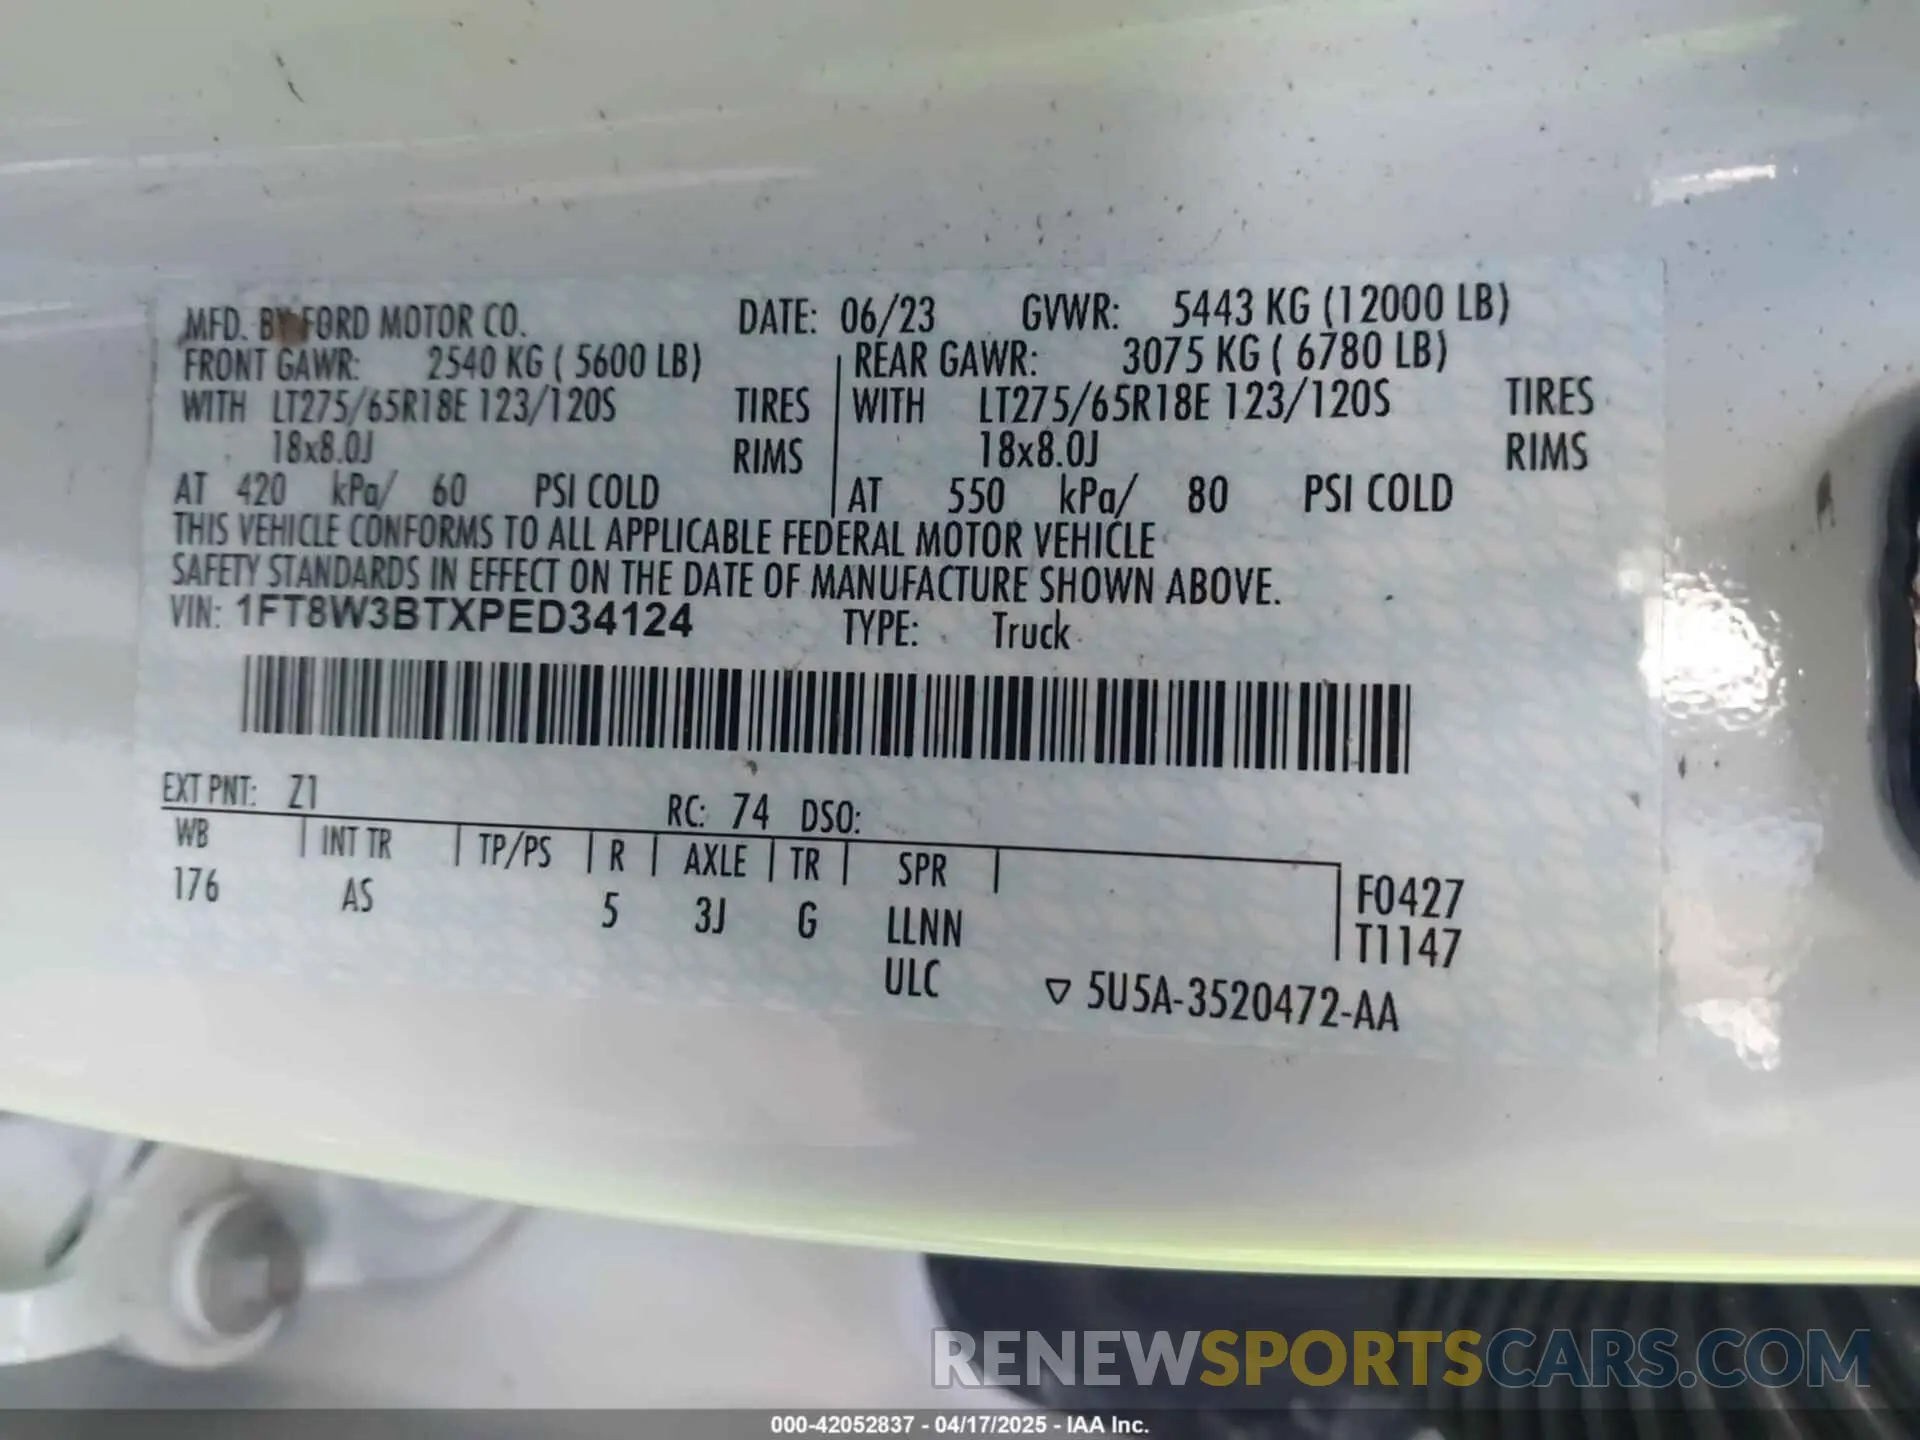 MFD. BY FORD MOTOR CO. DATE: 06/23 GVWR: 5443 KG (12000 LB)
FRONT GAWR: 2540 KG ( 5600 LB) REAR GAWR: 3075 KG ( 6780 LB)
WITH LT275/65R18E 123/120S TIRES WITH LT275/65R18E 123/120S TIRES
18x8.0J RIMS 18x8.0J RIMS
AT 420 kPa/ 60 PSI COLD AT 550 kPa/ 80 PSI COLD
THIS VEHICLE CONFORMS TO ALL APPLICABLE FEDERAL MOTOR VEHICLE
SAFETY STANDARDS IN EFFECT ON THE DATE OF MANUFACTURE SHOWN ABOVE.
VIN: 1FT8W3BTXPED34124 TYPE: Truck
EXT PNT: Z1 RC: 74 DSO:
WB INT TR TP/PS R AXLE TR SPR
176 AS 5 3J G LLNN
ULC
F0427
T1147
▽ 5U5A-3520472-AA
RENEWSPORTSCARS.COM
000-42052837 - 04/17/2025 - IAA Inc.